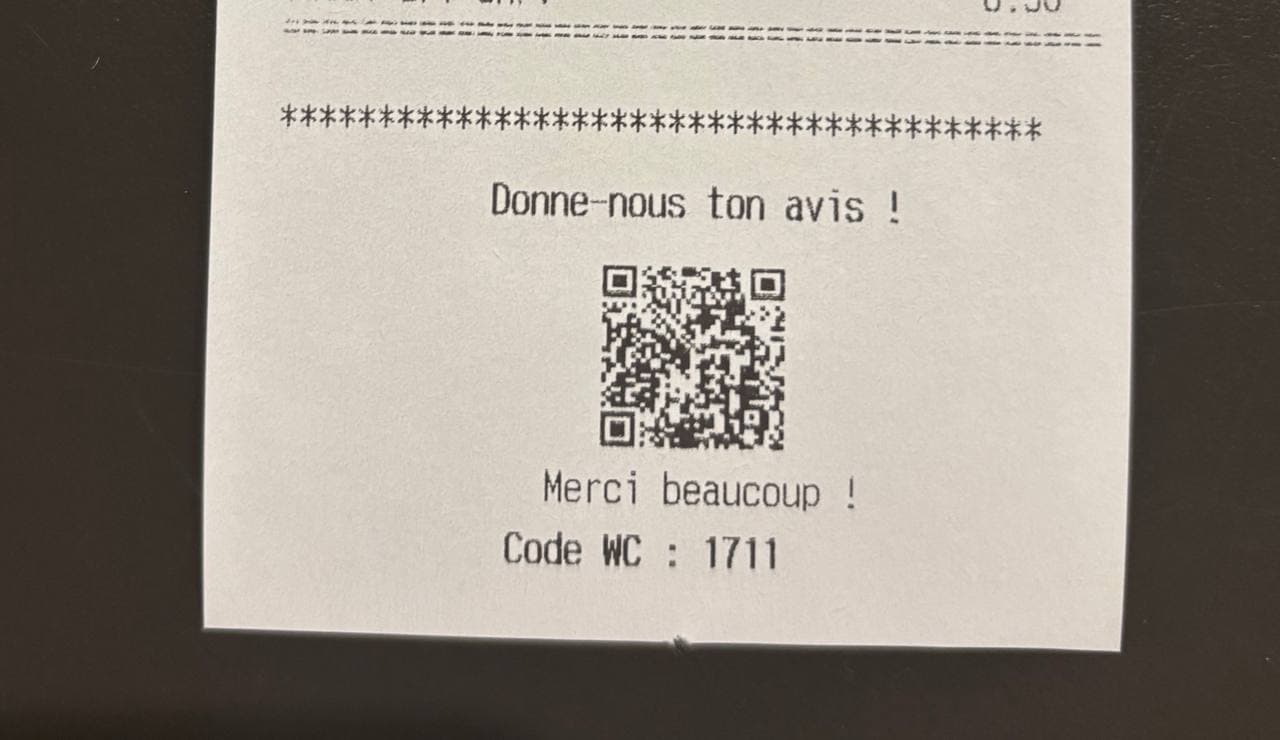 ***************************************
Donne-nous ton avis !
Merci beaucoup !
Code WC : 1711